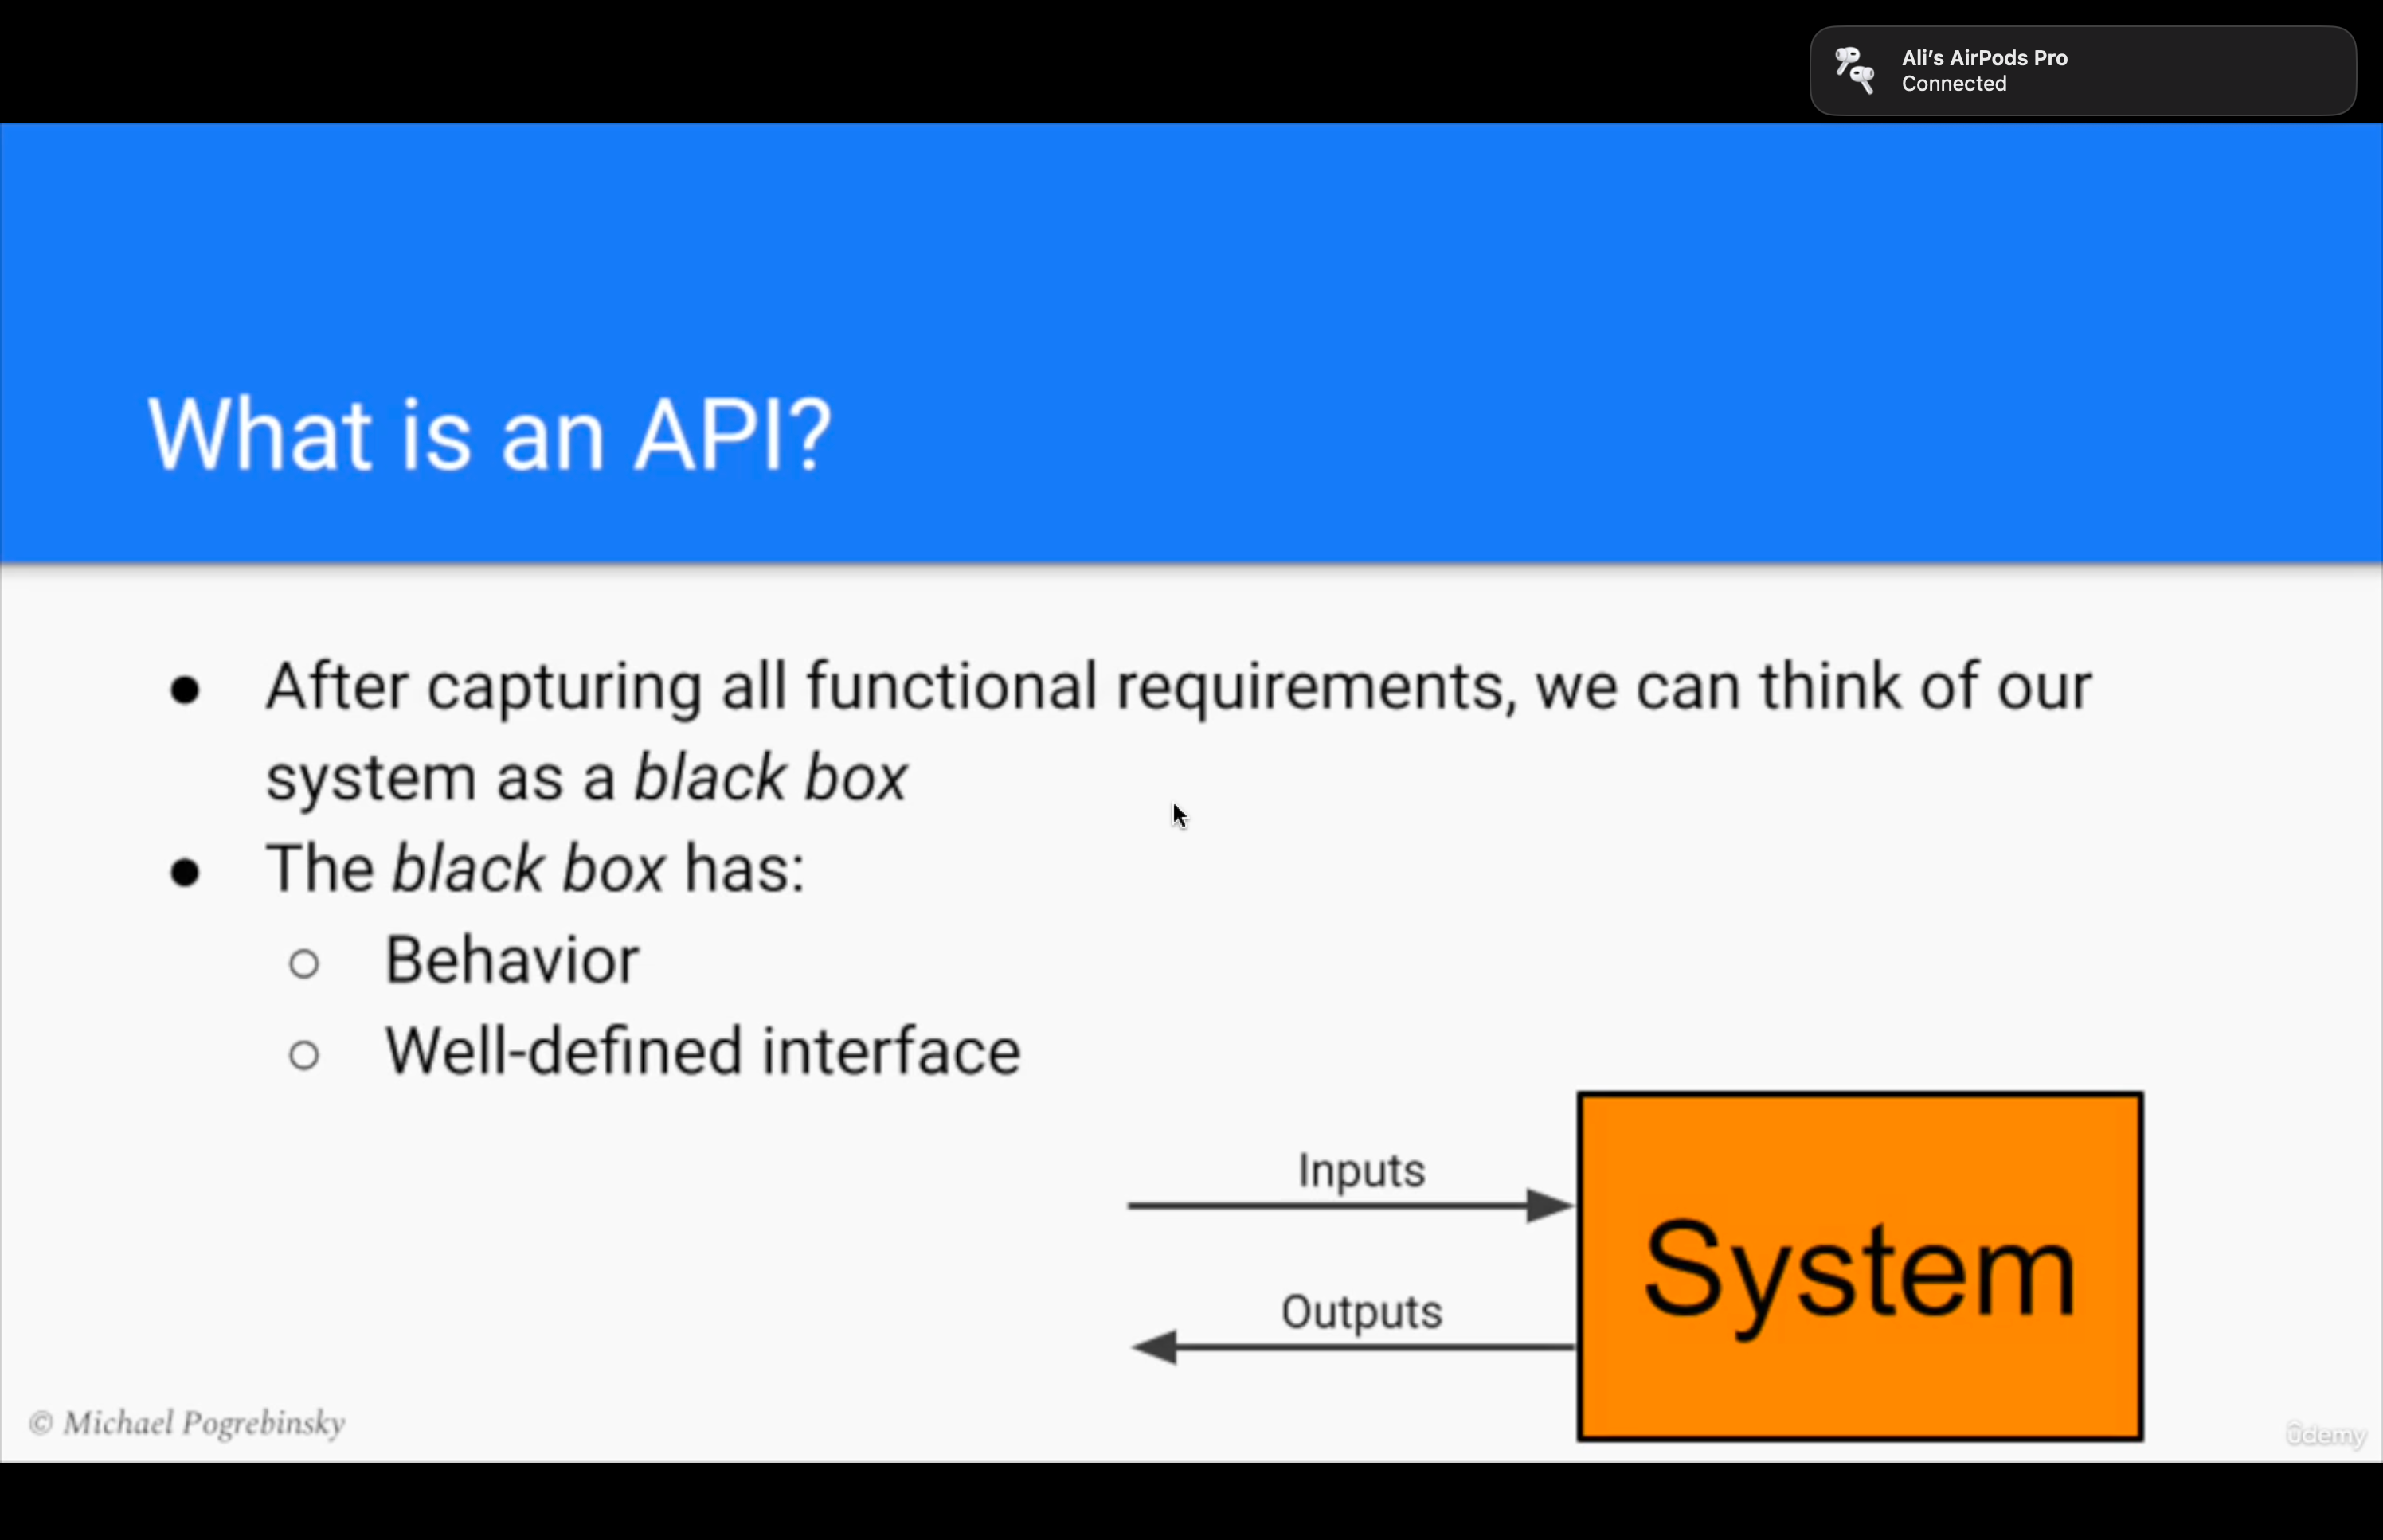 Ali's AirPods Pro
Connected
What is an API?
● After capturing all functional requirements, we can think of our
system as a black box
● The black box has:
○ Behavior
○ Well-defined interface
Inputs
System
Outputs
© Michael Pogrebinsky
ûdemy